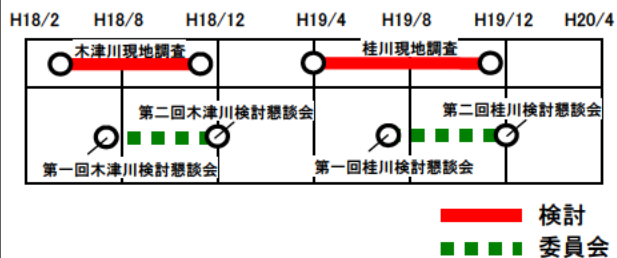 H18/2 H18/8 H18/12 H19/4 H19/8 H19/12 H20/4
木津川現地調査 桂川現地調査
第二回木津川検討懇談会 第二回桂川検討懇談会
第一回木津川検討懇談会 第一回桂川検討懇談会
検討
委員会